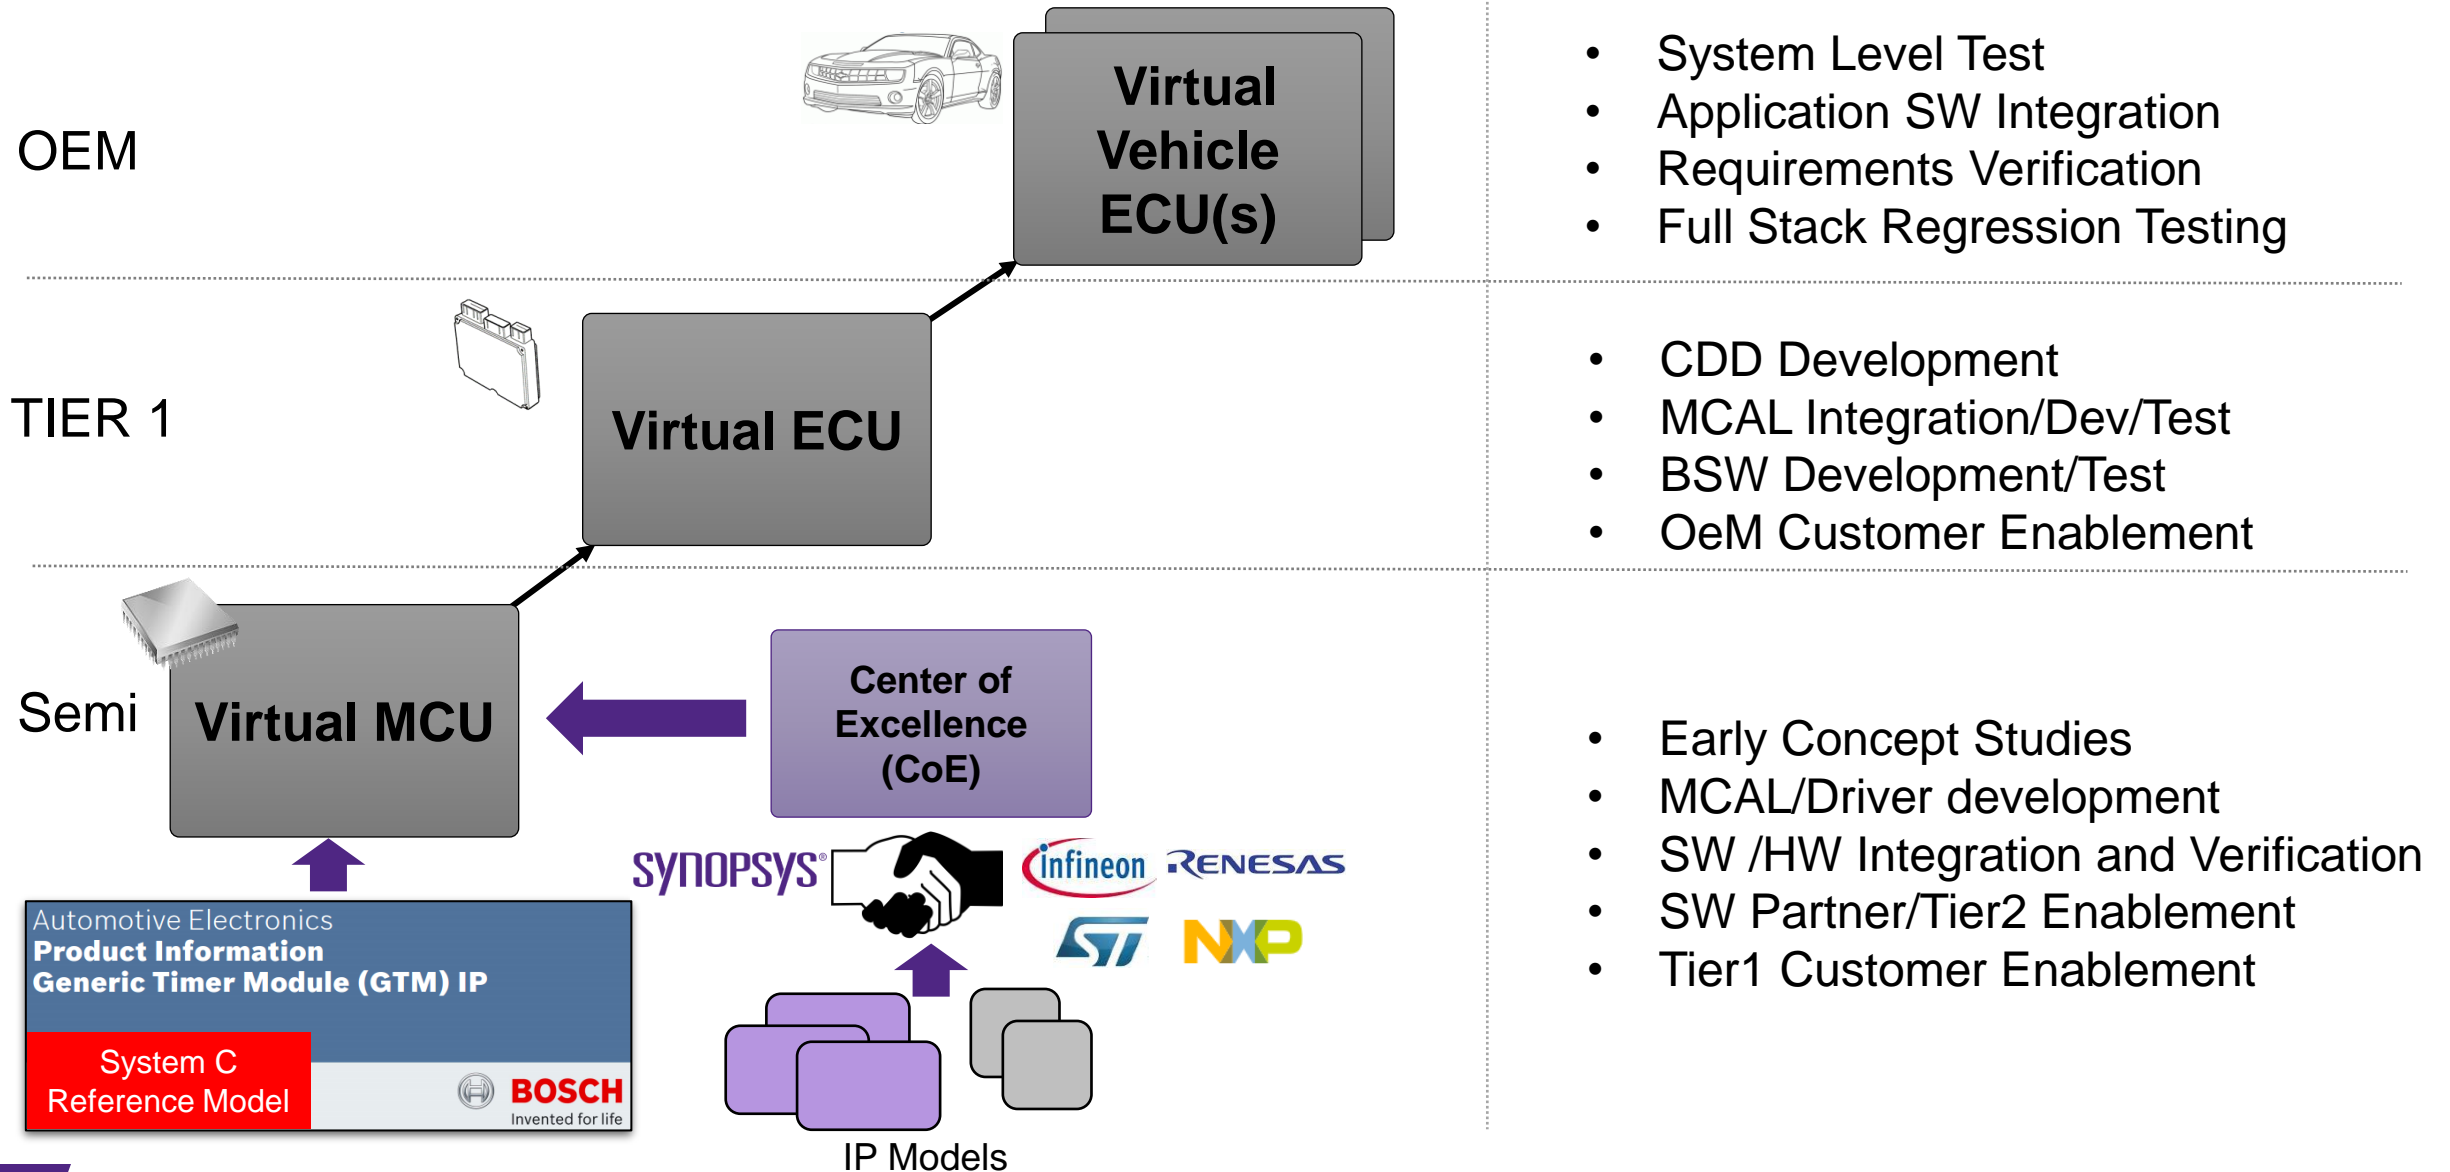 OEM
Virtual
Vehicle
ECU(s)
• System Level Test
• Application SW Integration
• Requirements Verification
• Full Stack Regression Testing
TIER 1
Virtual ECU
• CDD Development
• MCAL Integration/Dev/Test
• BSW Development/Test
• OeM Customer Enablement
Semi
Virtual MCU
Center of
Excellence
(CoE)
SYNOPSYS®
infineon
RENESAS
ST
NXP
Automotive Electronics
Product Information
Generic Timer Module (GTM) IP
System C
Reference Model
BOSCH
Invented for life
IP Models
• Early Concept Studies
• MCAL/Driver development
• SW /HW Integration and Verification
• SW Partner/Tier2 Enablement
• Tier1 Customer Enablement